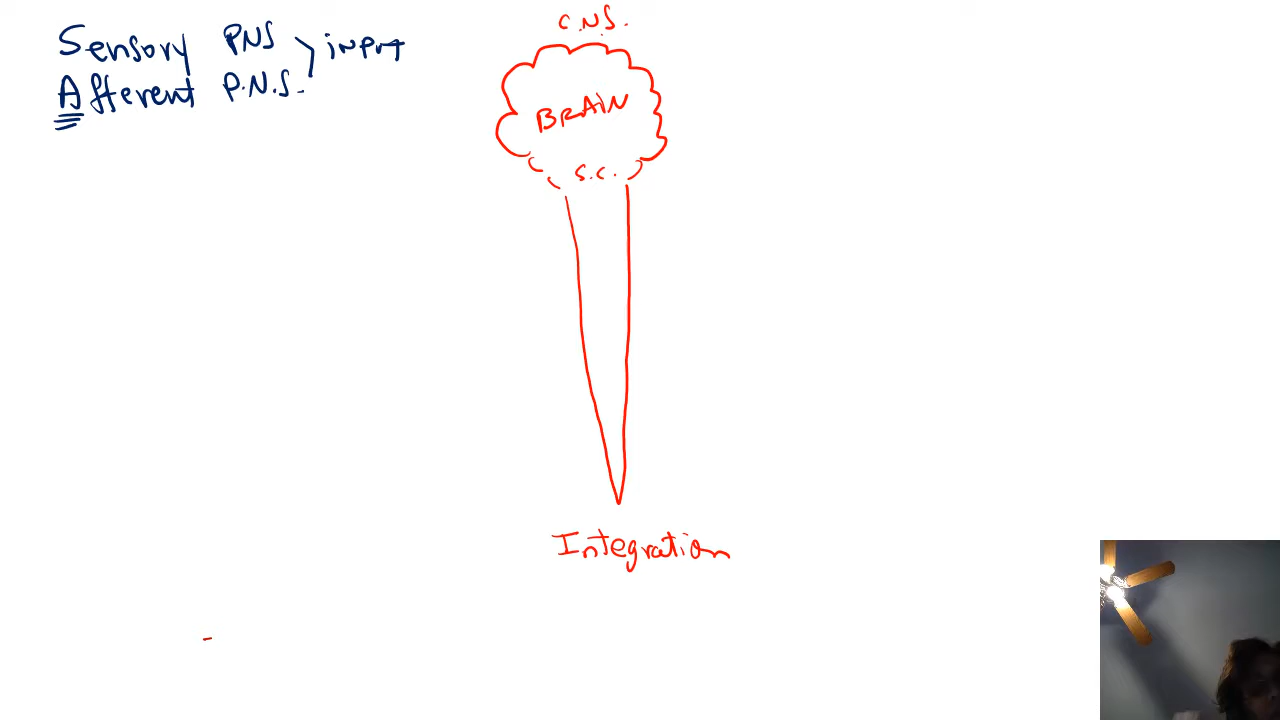 Sensory PNS
Afferent P.N.S. input
C.N.S.
BRAIN
S.C.
Integration